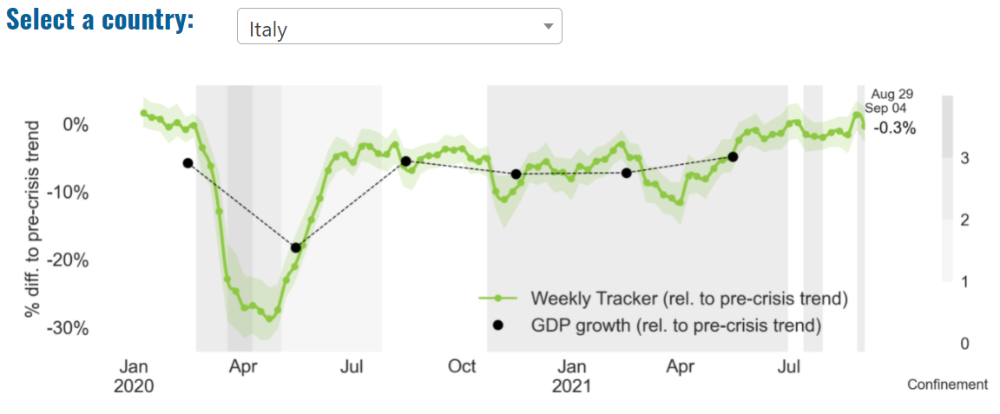 Select a country:
Italy
Aug 29
Sep 04
-0.3%
% diff. to pre-crisis trend
0%
-10%
-20%
-30%
Weekly Tracker (rel. to pre-crisis trend)
GDP growth (rel. to pre-crisis trend)
Jan
2020
Apr
Jul
Oct
Jan
2021
Apr
Jul
3
2
1
0
Confinement